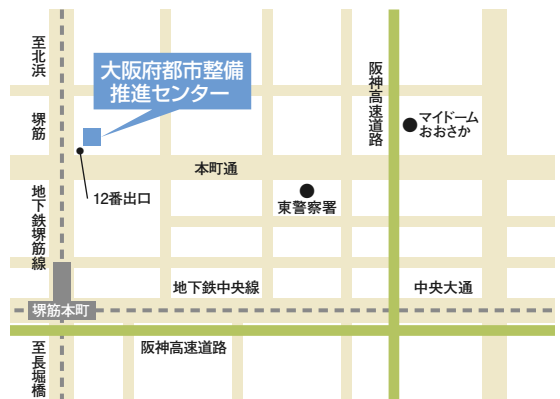 至北浜
堺筋
大阪府都市整備
推進センター
阪神高速道路
マイドーム
おおさか
本町通
12番出口
東警察署
地下鉄堺筋線
地下鉄中央線
中央大通
堺筋本町
阪神高速道路
至長堀橋